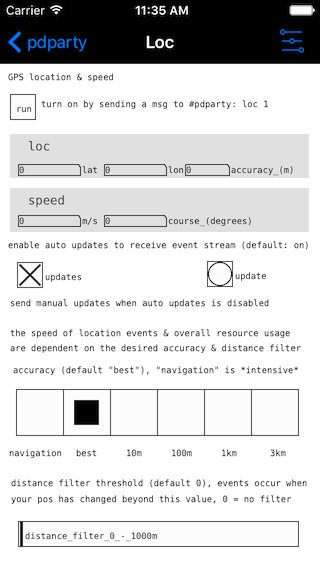 Carrier 11:35 AM
pdparty Loc
GPS location & speed
run turn on by sending a msg to #pdparty: loc 1
loc
0 lat 0 lon 0 accuracy_(m)
speed
0 m/s 0 course_(degrees)
enable auto updates to receive event stream (default: on)
updates update
send manual updates when auto updates is disabled
the speed of location events & overall resource usage
are dependent on the desired accuracy & distance filter
accuracy (default "best"), "navigation" is *intensive*
navigation best 10m 100m 1km 3km
distance filter threshold (default 0), events occur when
your pos has changed beyond this value, 0 = no filter
distance_filter_0_-_1000m